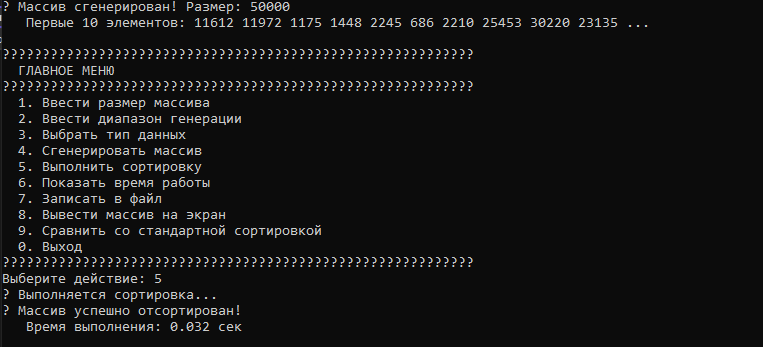 ? Массив сгенерирован! Размер: 50000
Первые 10 элементов: 11612 11972 1175 1448 2245 686 2210 25453 30220 23135 ...
???????????????????????????????????????????????????????????
ГЛАВНОЕ МЕНЮ
???????????????????????????????????????????????????????????
1. Ввести размер массива
2. Ввести диапазон генерации
3. Выбрать тип данных
4. Сгенерировать массив
5. Выполнить сортировку
6. Показать время работы
7. Записать в файл
8. Вывести массив на экран
9. Сравнить со стандартной сортировкой
0. Выход
???????????????????????????????????????????????????????????
Выберите действие: 5
? Выполняется сортировка...
? Массив успешно отсортирован!
Время выполнения: 0.032 сек